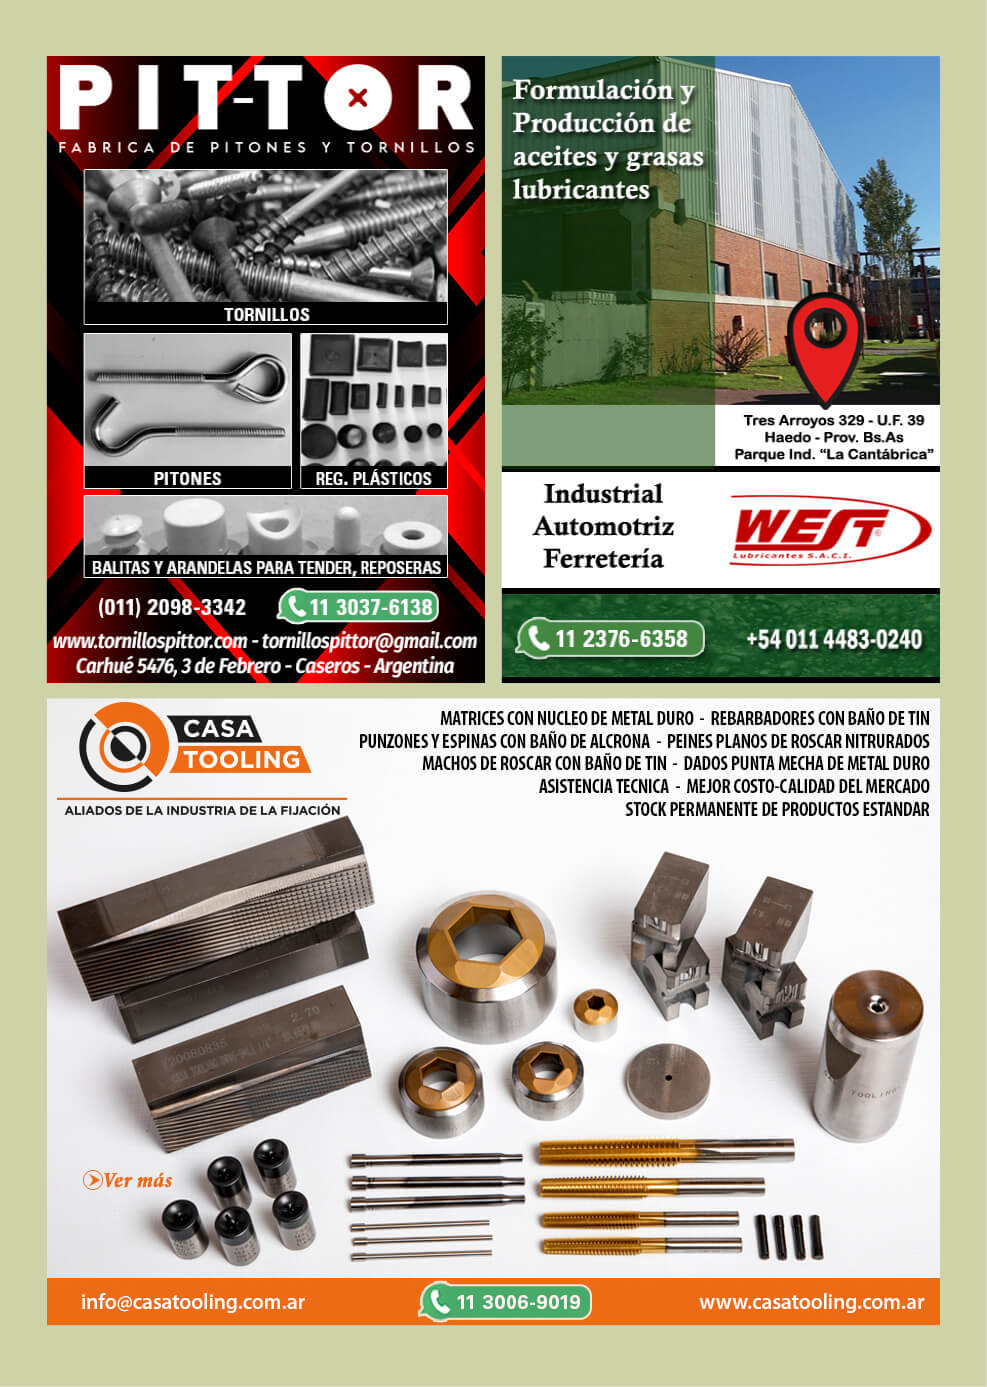 PIT-TOR
FABRICA DE PITONES Y TORNILLOS
TORNILLOS
PITONES
REG. PLÁSTICOS
BALITAS Y ARANDELAS PARA TENDER, REPOSERAS
(011) 2098-3342
11 3037-6138
www.tornillospittor.com - tornillospittor@gmail.com
Carhué 5476, 3 de Febrero - Caseros - Argentina
Formulación y
Producción de
aceites y grasas
lubricantes
Tres Arroyos 329 - U.F. 39
Haedo - Prov. Bs.As
Parque Ind. “La Cantábrica”
Industrial
Automotriz
Ferretería
WEST®
Lubricantes S.A.C.I.
11 2376-6358
+54 011 4483-0240
CASA
TOOLING
ALIADOS DE LA INDUSTRIA DE LA FIJACIÓN
MATRICES CON NUCLEO DE METAL DURO - REBARBADORES CON BAÑO DE TIN
PUNZONES Y ESPINAS CON BAÑO DE ALCRONA - PEINES PLANOS DE ROSCAR NITRURADOS
MACHOS DE ROSCAR CON BAÑO DE TIN - DADOS PUNTA MECHA DE METAL DURO
ASISTENCIA TECNICA - MEJOR COSTO-CALIDAD DEL MERCADO
STOCK PERMANENTE DE PRODUCTOS ESTANDAR
2.70
TOOLING
Ver más
info@casatooling.com.ar
11 3006-9019
www.casatooling.com.ar